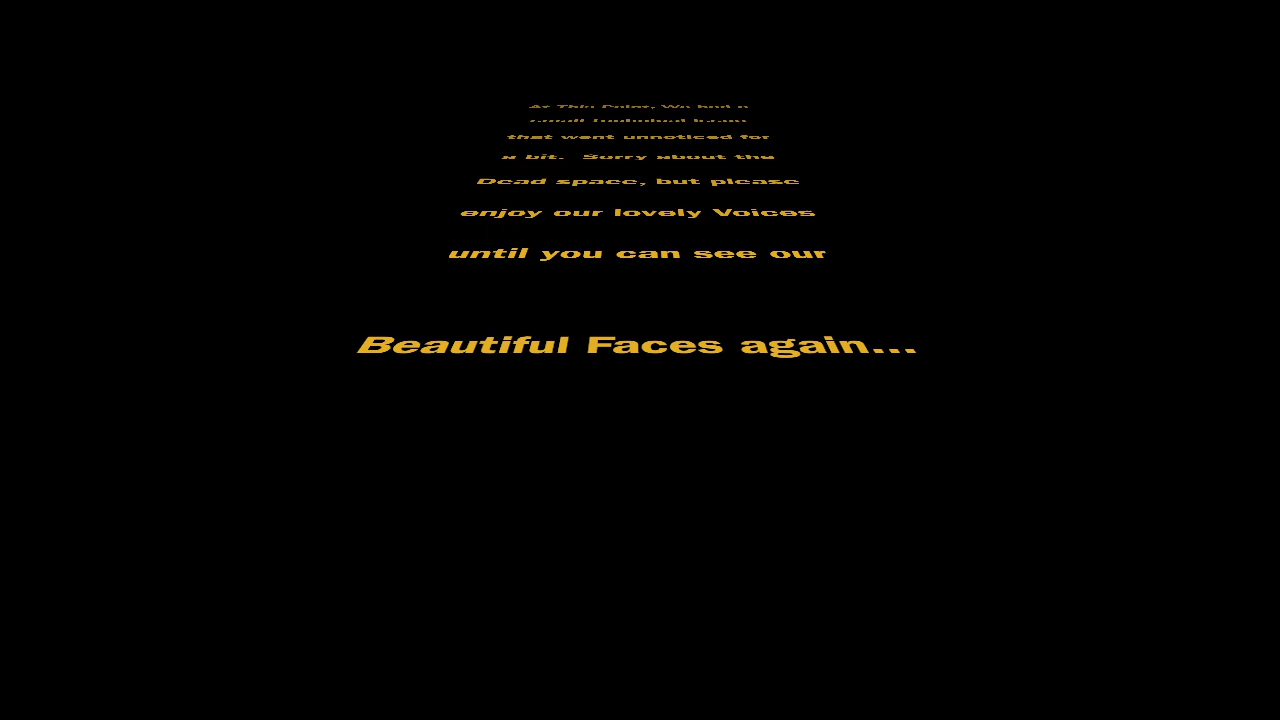 At This Point, We had a
small technical issue
that went unnoticed for
a bit. Sorry about the
Dead space, but please
enjoy our lovely Voices
until you can see our
Beautiful Faces again...